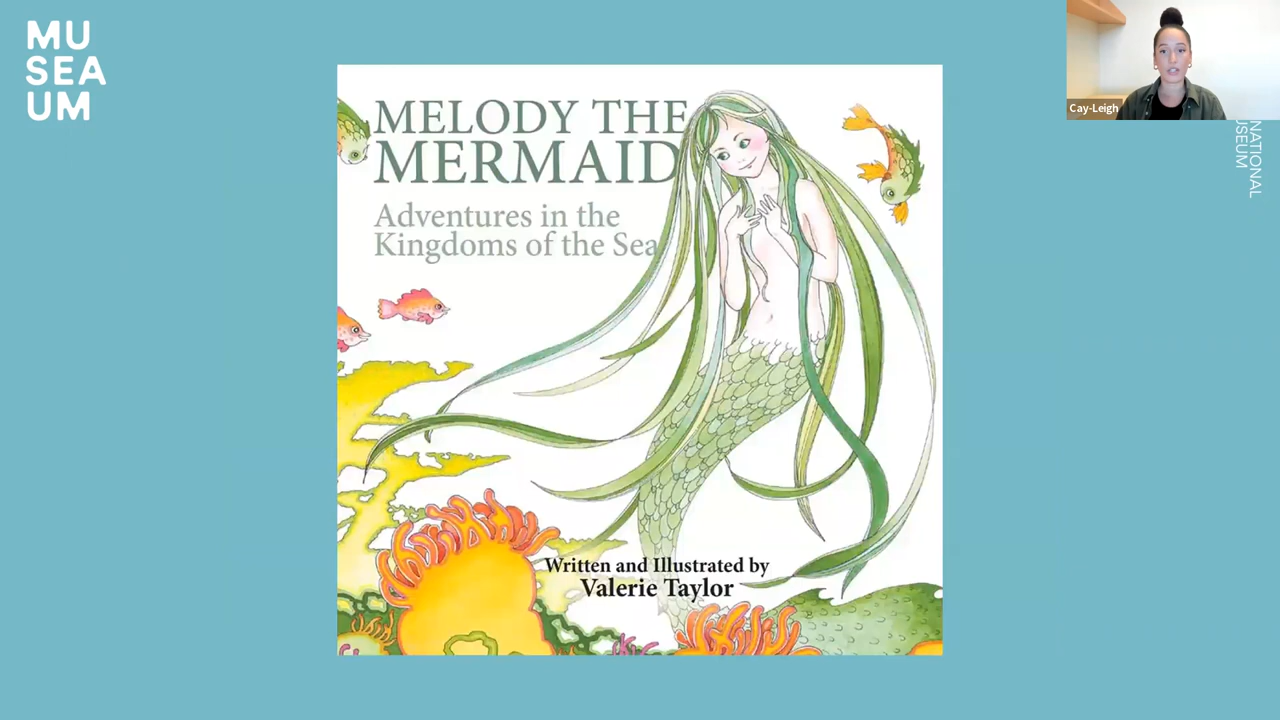 MU
SEA
UM
MELODY THE
MERMAID
Adventures in the
Kingdoms of the Sea
Written and Illustrated by
Valerie Taylor
Cay-Leigh
NATIONAL